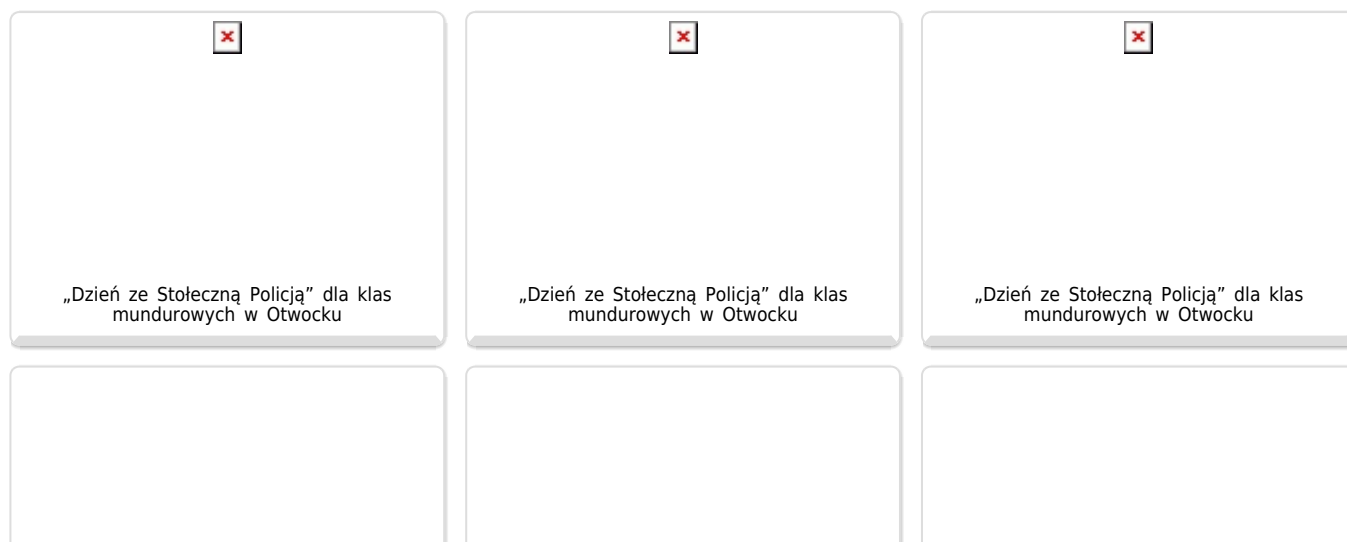 „Dzień ze Stołeczną Policją” dla klas
mundurowych w Otwocku
„Dzień ze Stołeczną Policją” dla klas
mundurowych w Otwocku
„Dzień ze Stołeczną Policją” dla klas
mundurowych w Otwocku